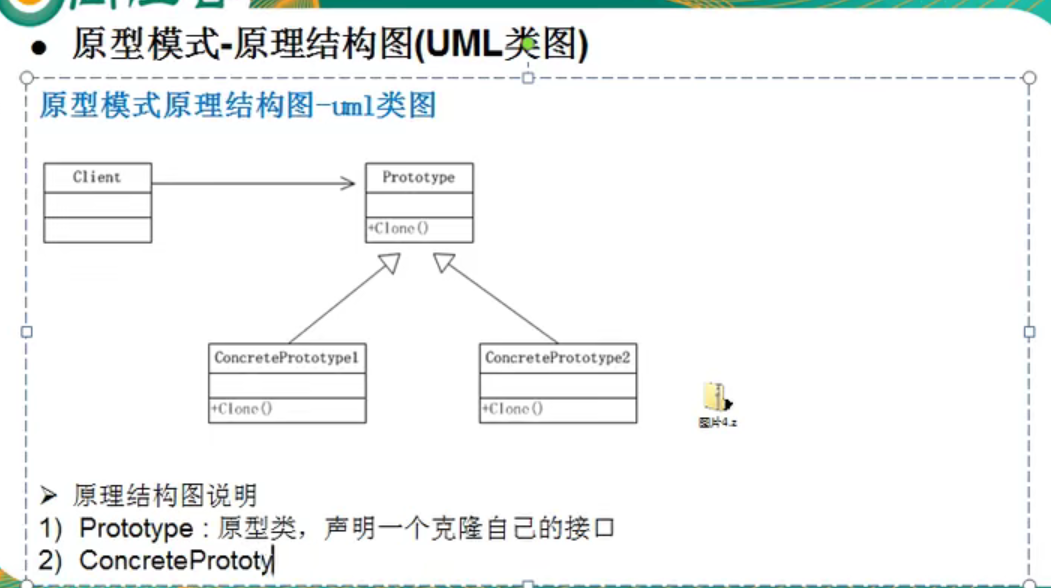 原型模式-原理结构图(UML类图)
原型模式原理结构图-uml类图
Client
Prototype
+Clone()
ConcretePrototype1
ConcretePrototype2
+Clone()
+Clone()
图片4.z
➢ 原理结构图说明
1) Prototype : 原型类，声明一个克隆自己的接口
2) ConcretePrototy